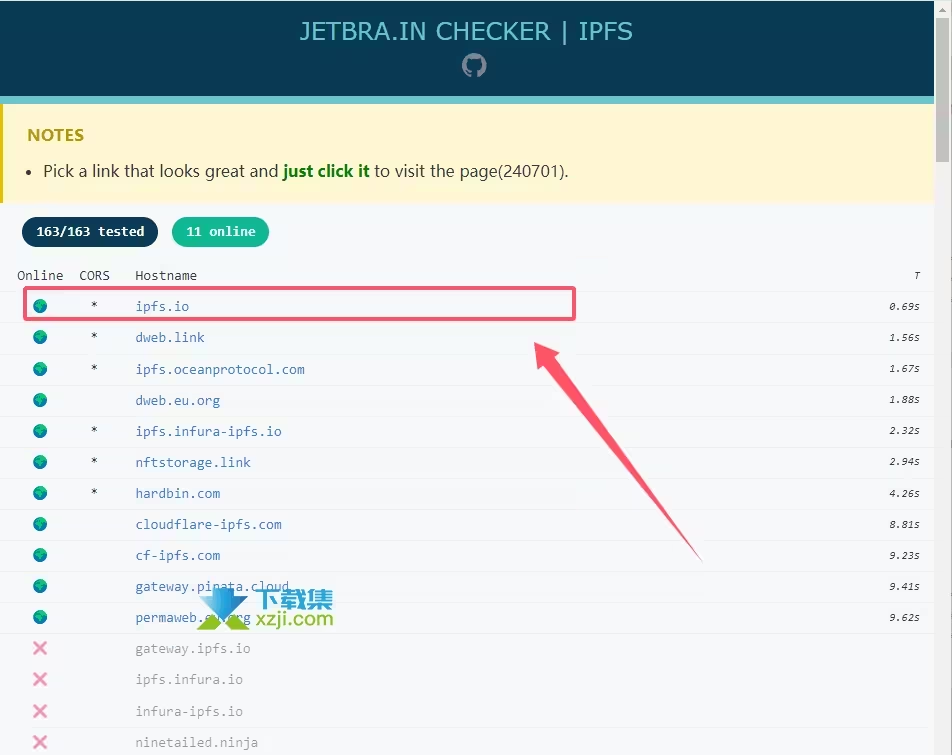 JETBRA.IN CHECKER | IPFS
NOTES
• Pick a link that looks great and just click it to visit the page(240701).
163/163 tested 11 online
Online CORS Hostname T
* ipfs.io 0.69s
* dweb.link 1.56s
* ipfs.oceanprotocol.com 1.67s
dweb.eu.org 1.88s
* ipfs.infura-ipfs.io 2.32s
* nftstorage.link 2.94s
* hardbin.com 4.26s
cloudflare-ipfs.com 8.81s
cf-ipfs.com 9.23s
gateway.pinata.cloud 9.41s
下载集
permaweb.eu.org 9.62s
xzji.com
gateway.ipfs.io
ipfs.infura.io
infura-ipfs.io
ninetailed.ninja